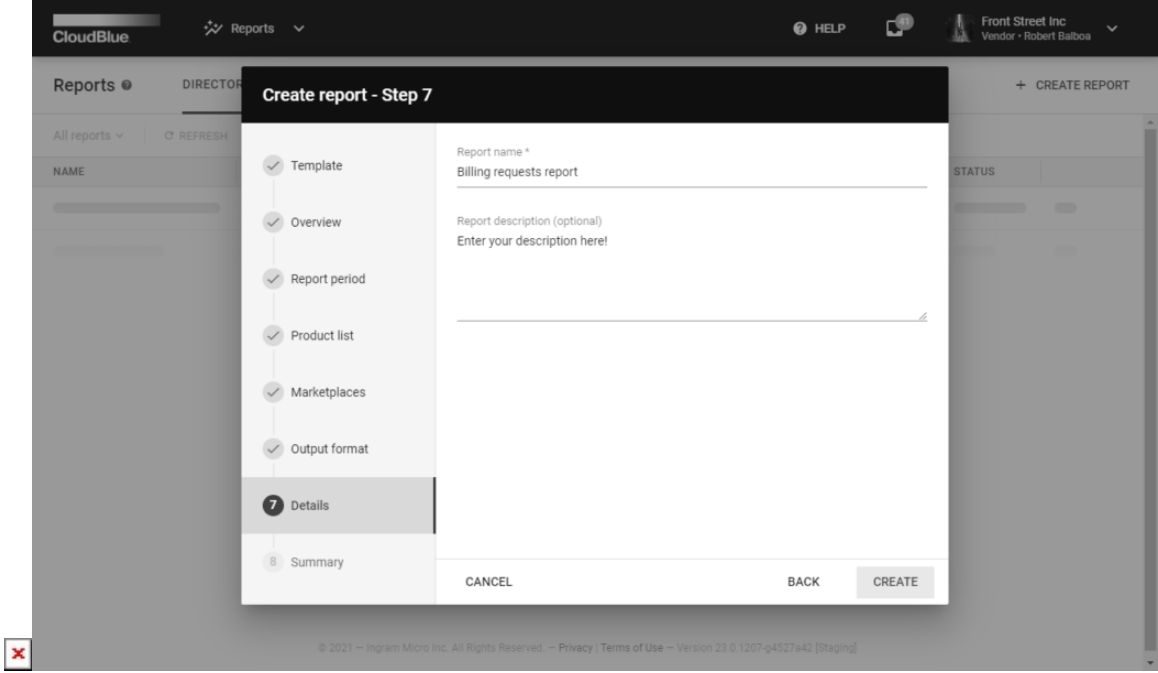 CloudBlue
Reports
HELP
41
Front Street Inc
Vendor • Robert Balboa
Reports
DIRECTOR
+ CREATE REPORT
All reports
REFRESH
NAME
STATUS
Create report - Step 7
Template
Overview
Report period
Product list
Marketplaces
Output format
7 Details
8 Summary
Report name *
Billing requests report
Report description (optional)
Enter your description here!
CANCEL
BACK
CREATE
© 2021 — Ingram Micro Inc. All Rights Reserved. — Privacy | Terms of Use — Version 23.0.1207-g4527a42 [Staging]